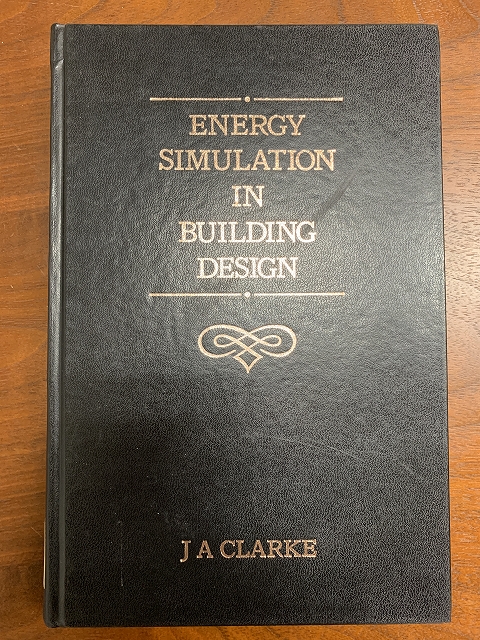 ENERGY
SIMULATION
IN
BUILDING
DESIGN
J A CLARKE